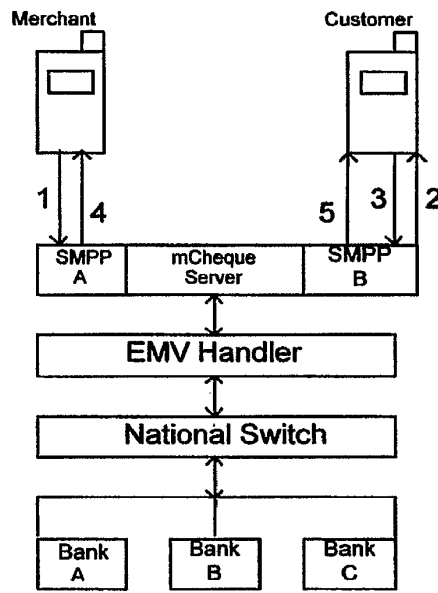 Merchant
Customer
1
4
5
3
2
SMPP
A
mCheque
Server
SMPP
B
EMV Handler
National Switch
Bank
A
Bank
B
Bank
C